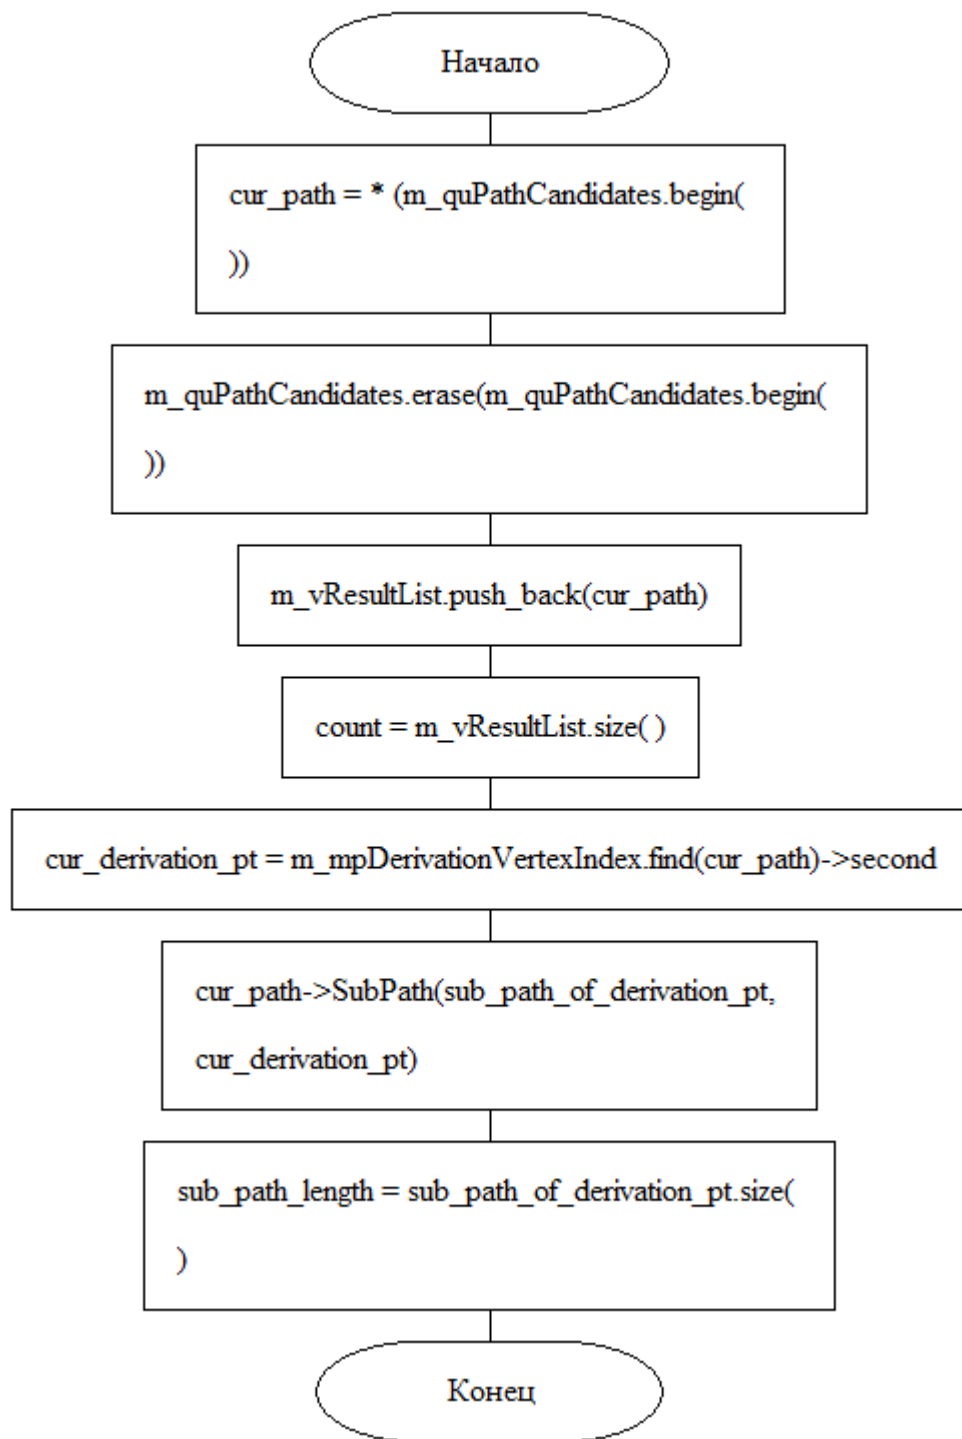 Начало
cur_path = * (m_quPathCandidates.begin(
))
m_quPathCandidates.erase(m_quPathCandidates.begin(
))
m_vResultList.push_back(cur_path)
count = m_vResultList.size( )
cur_derivation_pt = m_mpDerivationVertexIndex.find(cur_path)->second
cur_path->SubPath(sub_path_of_derivation_pt,
cur_derivation_pt)
sub_path_length = sub_path_of_derivation_pt.size(
)
Конец